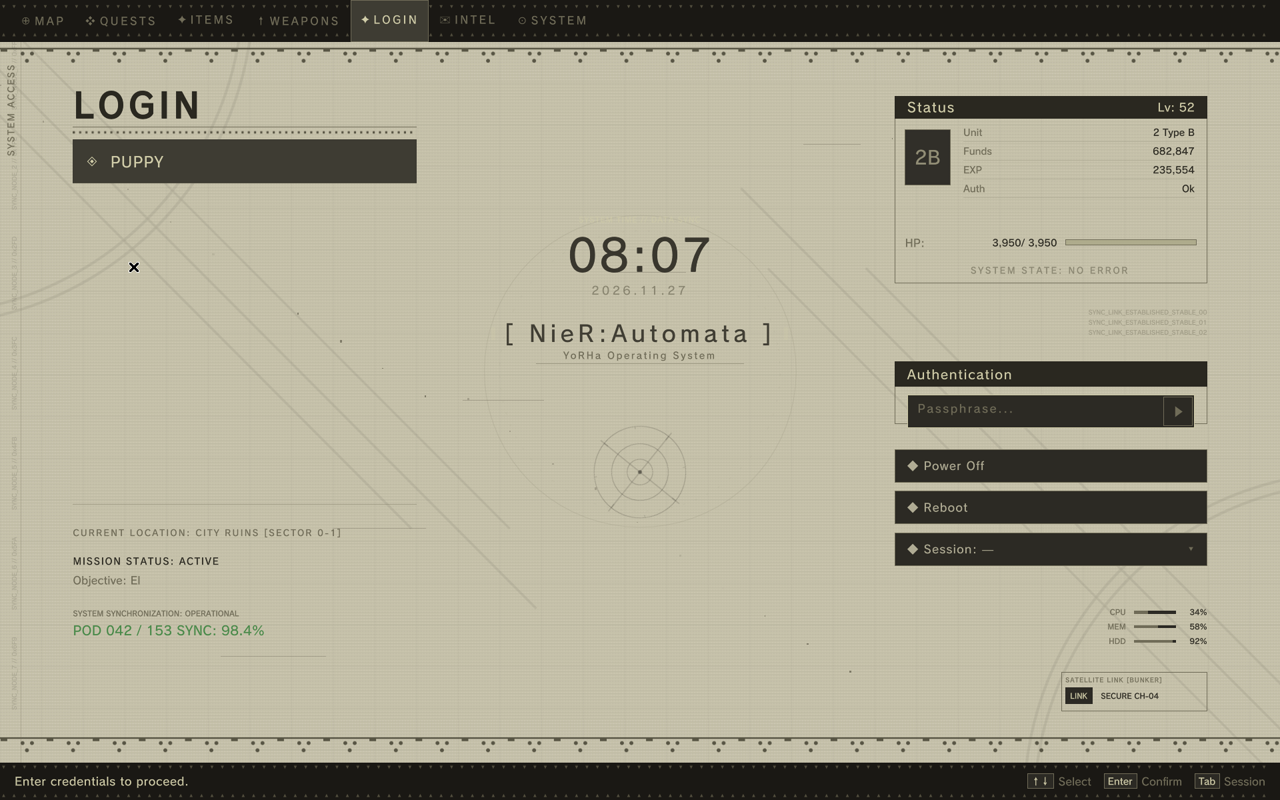 MAP
QUESTS
ITEMS
WEAPONS
LOGIN
INTEL
SYSTEM
SYSTEM ACCESS
LOGIN
PUPPY
08:07
2026.11.27
[ NieR:Automata ]
YoRHa Operating System
CURRENT LOCATION: CITY RUINS [SECTOR 0-1]
MISSION STATUS: ACTIVE
Objective: El
SYSTEM SYNCHRONIZATION: OPERATIONAL
POD 042 / 153 SYNC: 98.4%
Status Lv: 52
2B
Unit 2 Type B
Funds 682,847
EXP 235,554
Auth Ok
HP: 3,950/ 3,950
SYSTEM STATE: NO ERROR
SYNC_LINK_ESTABLISHED_STABLE_00
SYNC_LINK_ESTABLISHED_STABLE_01
SYNC_LINK_ESTABLISHED_STABLE_02
Authentication
Passphrase...
Power Off
Reboot
Session: —
CPU 34%
MEM 58%
HDD 92%
SATELLITE LINK [BUNKER]
LINK SECURE CH-04
Enter credentials to proceed.
↑↓ Select Enter Confirm Tab Session